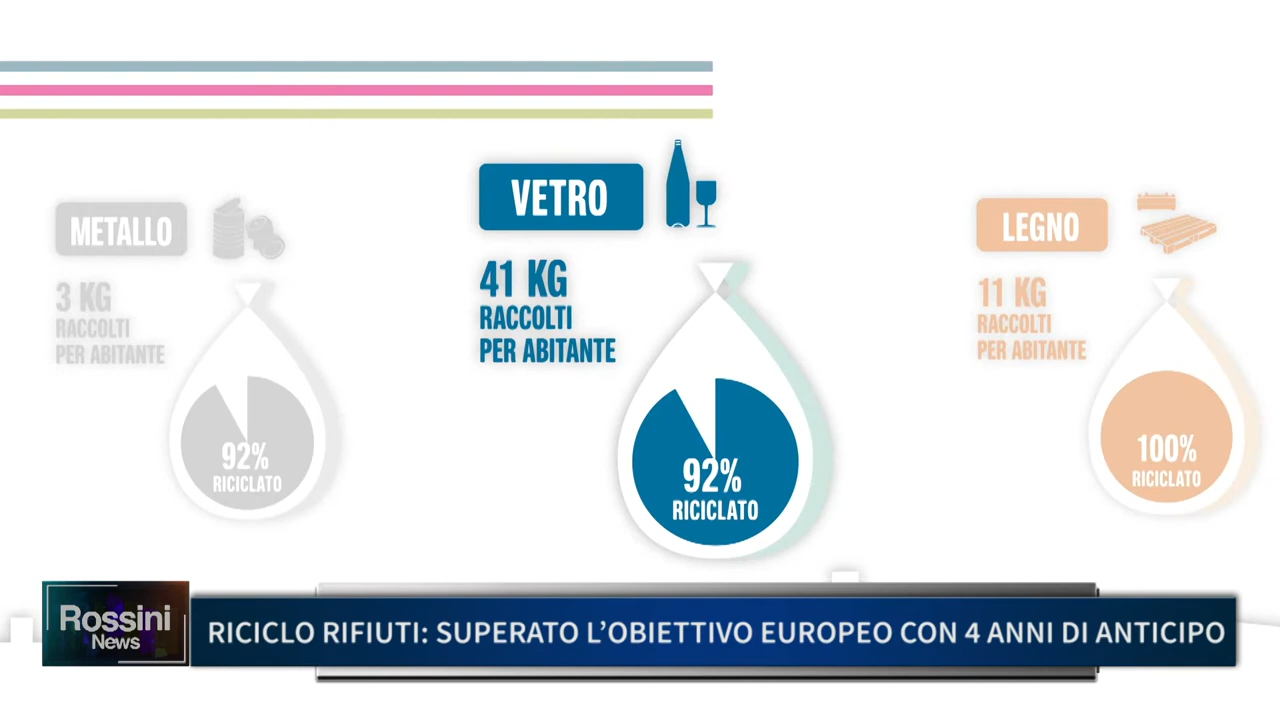 METALLO
3 KG
RACCOLTI
PER ABITANTE
92%
RICICLATO
VETRO
41 KG
RACCOLTI
PER ABITANTE
92%
RICICLATO
LEGNO
11 KG
RACCOLTI
PER ABITANTE
100%
RICICLATO
Rossini
News
RICICLO RIFIUTI: SUPERATO L’OBIETTIVO EUROPEO CON 4 ANNI DI ANTICIPO